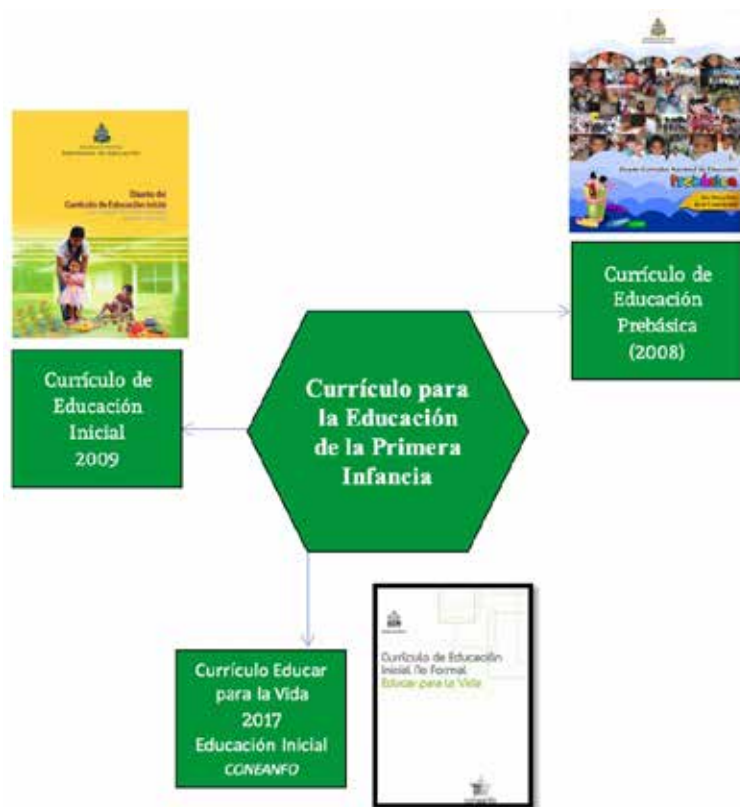 Currículo de
Educación
Prebásica
(2008)
Diseño del
Currículo de Educación Inicial
Currículo de
Educación
Inicial
2009
Currículo para
la Educación
de la Primera
Infancia
Currículo Educar
para la Vida
2017
Educación Inicial
CONEANFO
Currículo de Educación
Inicial No Formal
Educar para la Vida